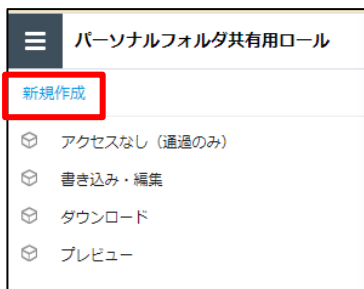 パーソナルフォルダ共有用ロール
新規作成
アクセスなし（通過のみ）
書き込み・編集
ダウンロード
プレビュー